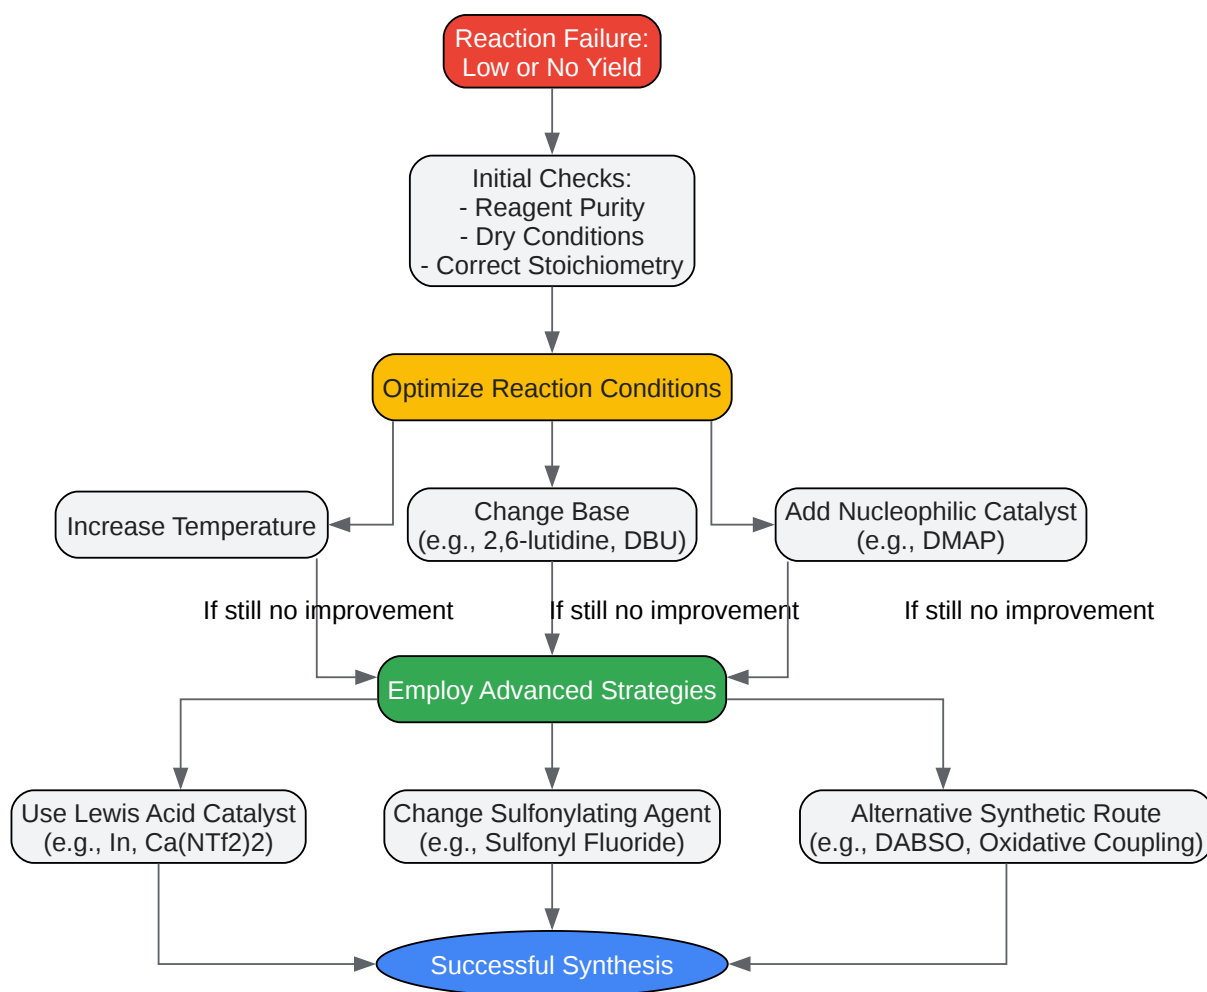 Reaction Failure:
Low or No Yield
Initial Checks:
- Reagent Purity
- Dry Conditions
- Correct Stoichiometry
Optimize Reaction Conditions
Increase Temperature
Change Base
(e.g., 2,6-lutidine, DBU)
Add Nucleophilic Catalyst
(e.g., DMAP)
If still no improvement
If still no improvement
If still no improvement
Employ Advanced Strategies
Use Lewis Acid Catalyst
(e.g., In, Ca(NTf2)2)
Change Sulfonylating Agent
(e.g., Sulfonyl Fluoride)
Alternative Synthetic Route
(e.g., DABSO, Oxidative Coupling)
Successful Synthesis